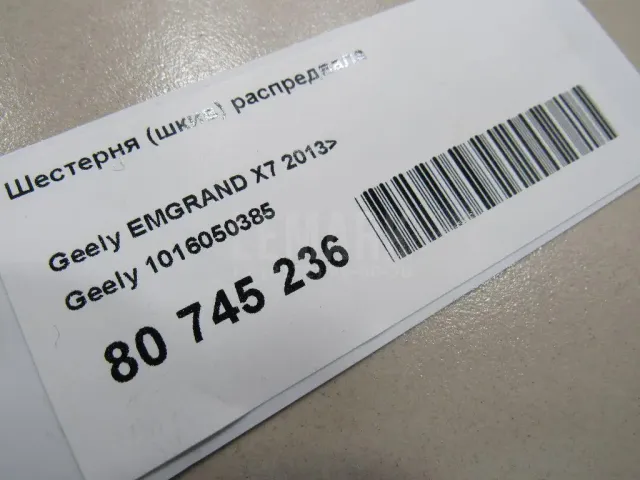 Шестерня (шкив) распредвала
Geely EMGRAND X7 2013>
Geely 1016050385
80 745 236